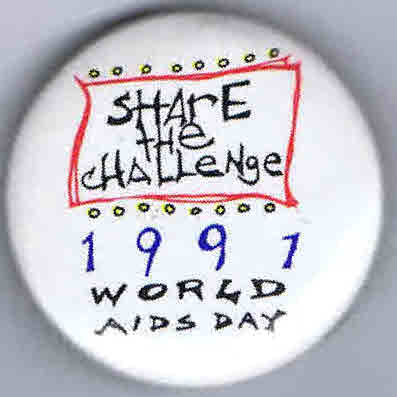 SHArE
the
cHALLeNge
1991
WORLD
AIDS DAY